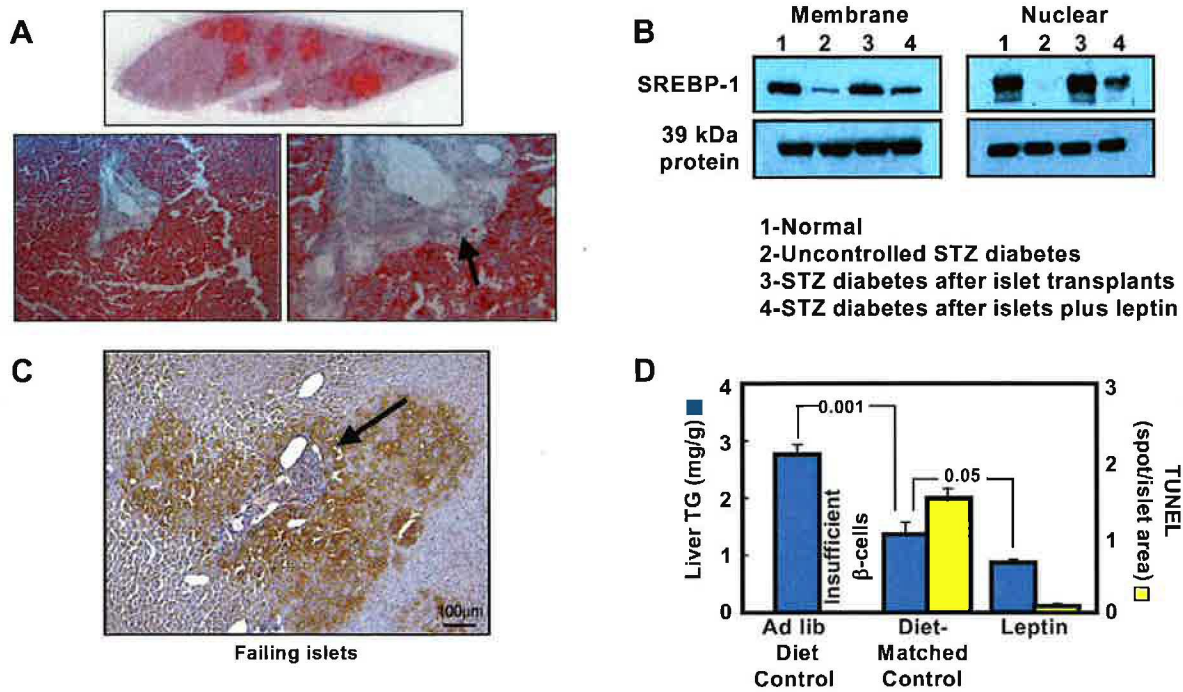 A
B
Membrane
Nuclear
1 2 3 4
1 2 3 4
SREBP-1
39 kDa
protein
1-Normal
2-Uncontrolled STZ diabetes
3-STZ diabetes after islet transplants
4-STZ diabetes after islets plus leptin
C
100µm
Failing islets
D
Liver TG (mg/g)
4
3
2
1
0
0.001
0.05
Insufficient
β-cells
3
2
1
0
TUNEL
(spot/islet area)
Ad lib
Diet
Control
Diet-
Matched
Control
Leptin